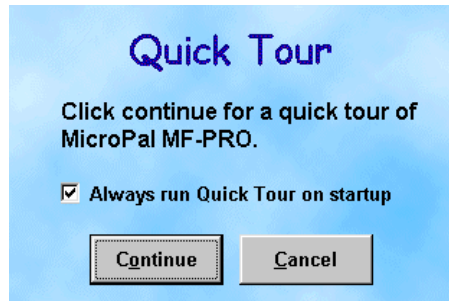 Quick Tour
Click continue for a quick tour of
MicroPal MF-PRO.
Always run Quick Tour on startup
Continue
Cancel